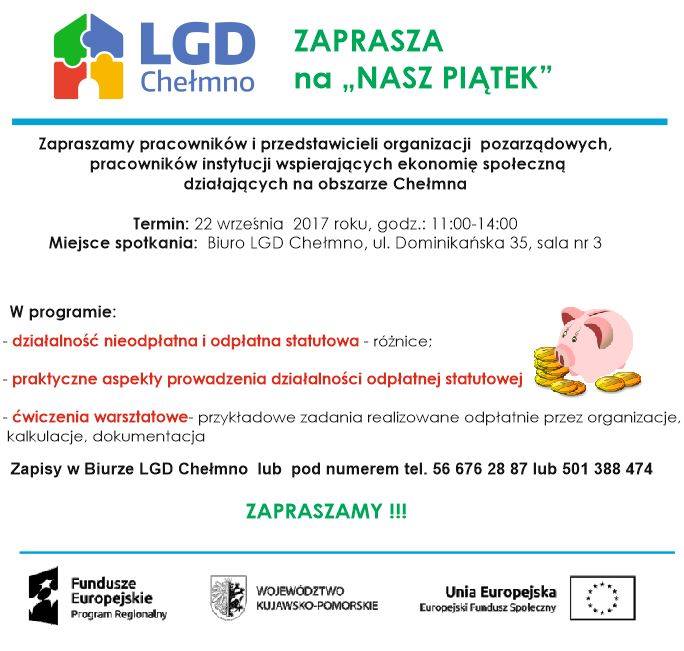 LGD
Chełmno
ZAPRASZA
na „NASZ PIĄTEK”
Zapraszamy pracowników i przedstawicieli organizacji pozarządowych,
pracowników instytucji wspierających ekonomię społeczną
działających na obszarze Chełmna
Termin: 22 września 2017 roku, godz.: 11:00-14:00
Miejsce spotkania: Biuro LGD Chełmno, ul. Dominikańska 35, sala nr 3
W programie:
- działalność nieodpłatna i odpłatna statutowa - różnice;
- praktyczne aspekty prowadzenia działalności odpłatnej statutowej
- ćwiczenia warsztatowe- przykładowe zadania realizowane odpłatnie przez organizacje,
kalkulacje, dokumentacja
Zapisy w Biurze LGD Chełmno lub pod numerem tel. 56 676 28 87 lub 501 388 474
ZAPRASZAMY !!!
Fundusze
Europejskie
Program Regionalny
WOJEWÓDZTWO
KUJAWSKO-POMORSKIE
Unia Europejska
Europejski Fundusz Społeczny